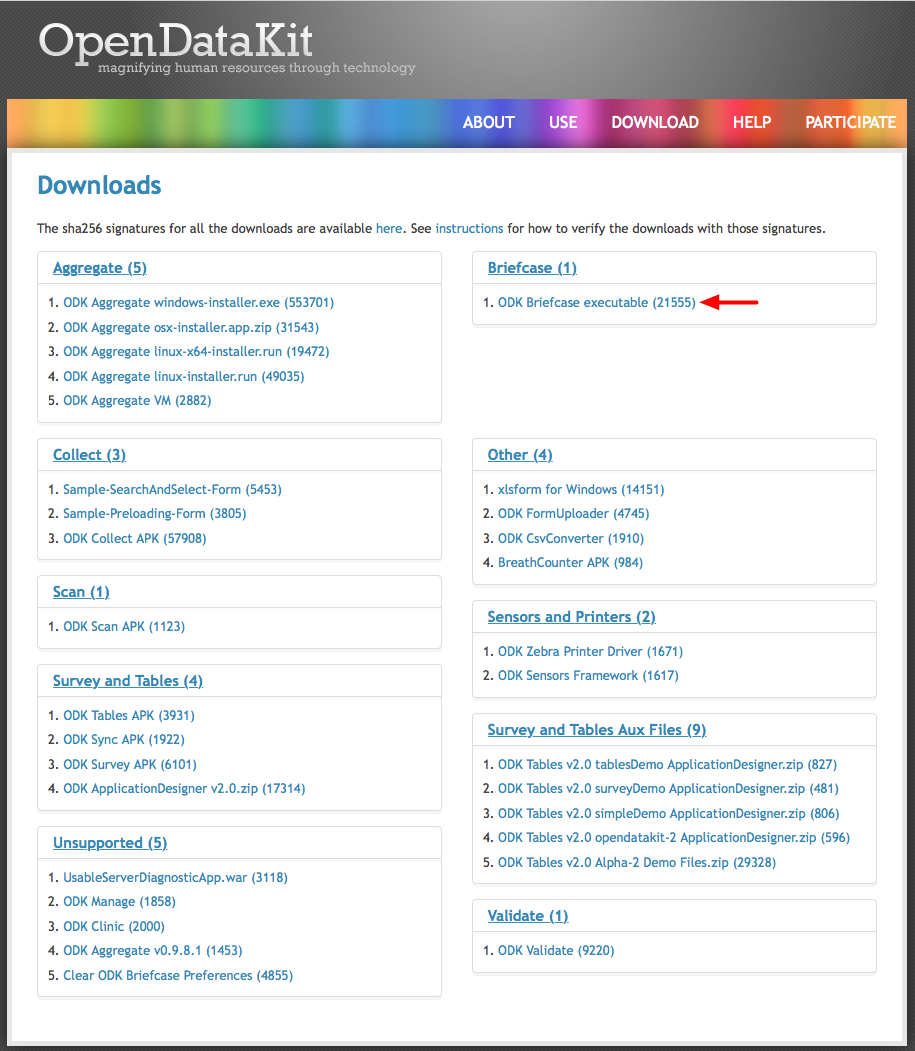 OpenDataKit
magnifying human resources through technology
ABOUT USE DOWNLOAD HELP PARTICIPATE
Downloads
The sha256 signatures for all the downloads are available here. See instructions for how to verify the downloads with those signatures.
Aggregate (5)
1. ODK Aggregate windows-installer.exe (553701)
2. ODK Aggregate osx-installer.app.zip (31543)
3. ODK Aggregate linux-x64-installer.run (19472)
4. ODK Aggregate linux-installer.run (49035)
5. ODK Aggregate VM (2882)
Briefcase (1)
1. ODK Briefcase executable (21555)
Collect (3)
1. Sample-SearchAndSelect-Form (5453)
2. Sample-Preloading-Form (3805)
3. ODK Collect APK (57908)
Other (4)
1. xlsform for Windows (14151)
2. ODK FormUploader (4745)
3. ODK CsvConverter (1910)
4. BreathCounter APK (984)
Scan (1)
1. ODK Scan APK (1123)
Sensors and Printers (2)
1. ODK Zebra Printer Driver (1671)
2. ODK Sensors Framework (1617)
Survey and Tables (4)
1. ODK Tables APK (3931)
2. ODK Sync APK (1922)
3. ODK Survey APK (6101)
4. ODK ApplicationDesigner v2.0.zip (17314)
Survey and Tables Aux Files (9)
1. ODK Tables v2.0 tablesDemo ApplicationDesigner.zip (827)
2. ODK Tables v2.0 surveyDemo ApplicationDesigner.zip (481)
3. ODK Tables v2.0 simpleDemo ApplicationDesigner.zip (806)
4. ODK Tables v2.0 opendatakit-2 ApplicationDesigner.zip (596)
5. ODK Tables v2.0 Alpha-2 Demo Files.zip (29328)
Unsupported (5)
1. UsableServerDiagnosticApp.war (3118)
2. ODK Manage (1858)
3. ODK Clinic (2000)
4. ODK Aggregate v0.9.8.1 (1453)
5. Clear ODK Briefcase Preferences (4855)
Validate (1)
1. ODK Validate (9220)